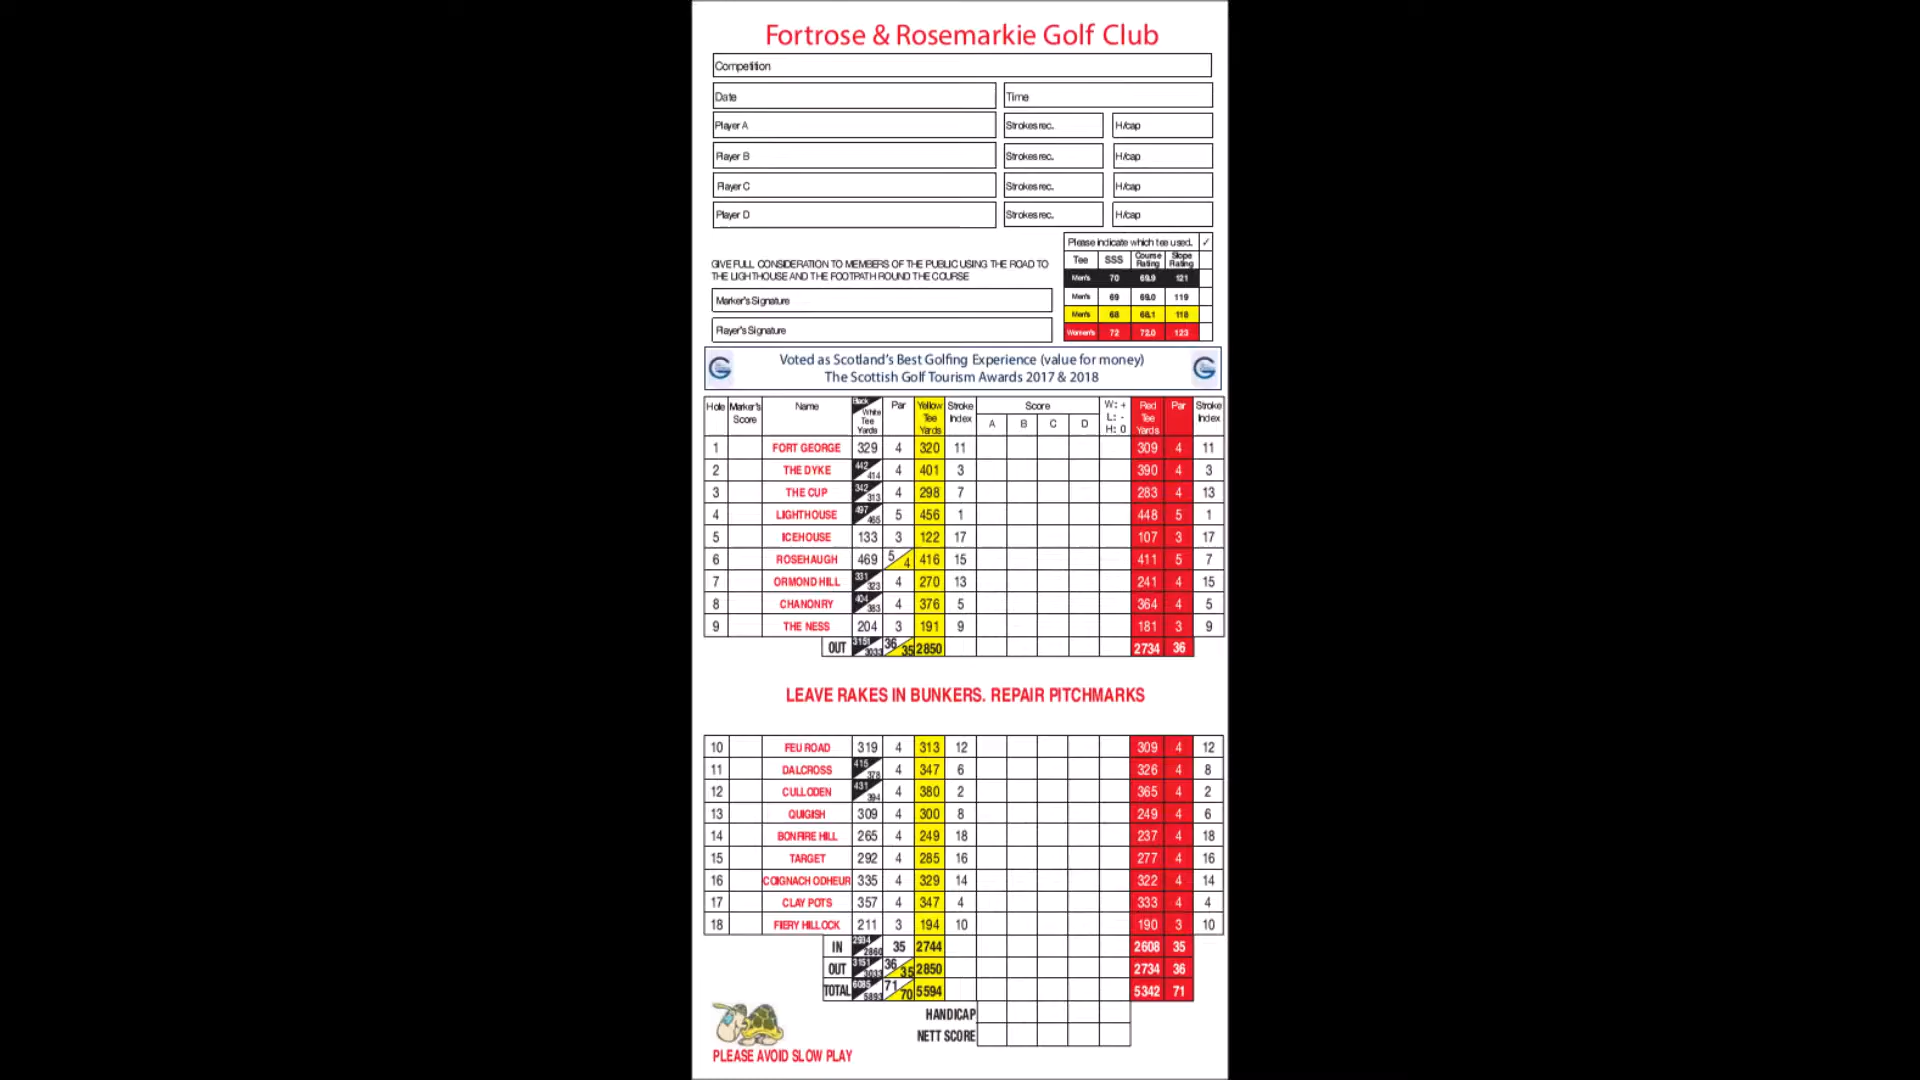 Fortrose & Rosemarkie Golf Club
Competition
Date Time
Player A Strokes rec. H/cap
Player B Strokes rec. H/cap
Player C Strokes rec. H/cap
Player D Strokes rec. H/cap
Please indicate which tee used. ✓
Tee SSS Course Rating Slope Rating
Men's 70 69.9 121
Men's 69 69.0 119
Men's 68 68.1 118
Women's 72 72.0 123
GIVE FULL CONSIDERATION TO MEMBERS OF THE PUBLIC USING THE ROAD TO
THE LIGHTHOUSE AND THE FOOTPATH ROUND THE COURSE
Marker's Signature
Player's Signature
Voted as Scotland's Best Golfing Experience (value for money)
The Scottish Golf Tourism Awards 2017 & 2018
Hole Marker's Score Name Black White Tee Yards Par Yellow Tee Yards Stroke Index Score A B C D W: + L: - H: 0 Red Tee Yards Par Stroke Index
1 FORT GEORGE 329 4 320 11 309 4 11
2 THE DYKE 442 414 4 401 3 390 4 3
3 THE CUP 342 313 4 298 7 283 4 13
4 LIGHTHOUSE 497 465 5 456 1 448 5 1
5 ICEHOUSE 133 3 122 17 107 3 17
6 ROSEHAUGH 469 5 4 416 15 411 5 7
7 ORMOND HILL 331 323 4 270 13 241 4 15
8 CHANONRY 404 383 4 376 5 364 4 5
9 THE NESS 204 3 191 9 181 3 9
OUT 3151 3033 36 35 2850 2734 36
LEAVE RAKES IN BUNKERS. REPAIR PITCHMARKS
10 FEU ROAD 319 4 313 12 309 4 12
11 DALCROSS 415 378 4 347 6 326 4 8
12 CULLODEN 431 394 4 380 2 365 4 2
13 QUIGISH 309 4 300 8 249 4 6
14 BONFIRE HILL 265 4 249 18 237 4 18
15 TARGET 292 4 285 16 277 4 16
16 COIGNACH ODHEUR 335 4 329 14 322 4 14
17 CLAY POTS 357 4 347 4 333 4 4
18 FIERY HILLOCK 211 3 194 10 190 3 10
IN 2934 2860 35 2744 2608 35
OUT 3151 3033 36 35 2850 2734 36
TOTAL 6085 5893 71 70 5594 5342 71
HANDICAP
NETT SCORE
PLEASE AVOID SLOW PLAY